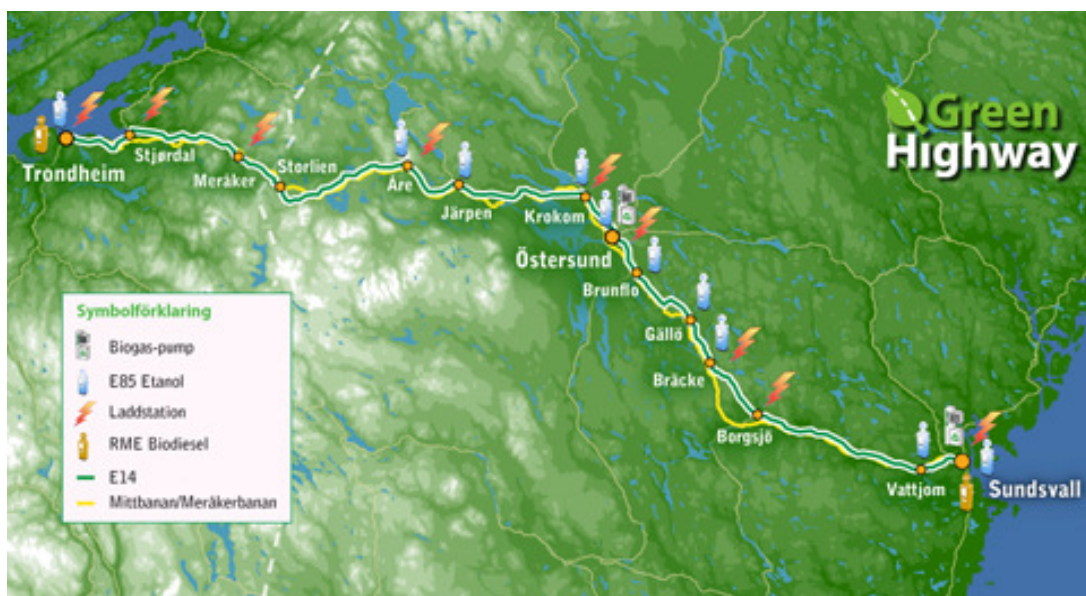 Green
Highway
Trondheim
Stjørdal
Meråker
Storlien
Åre
Järpen
Krokom
Östersund
Brunflo
Gällö
Bräcke
Borgsjö
Vattjom
Sundsvall
Symbolförklaring
Biogas-pump
E85 Etanol
Laddstation
RME Biodiesel
E14
Mittbanan/Meråkerbanan